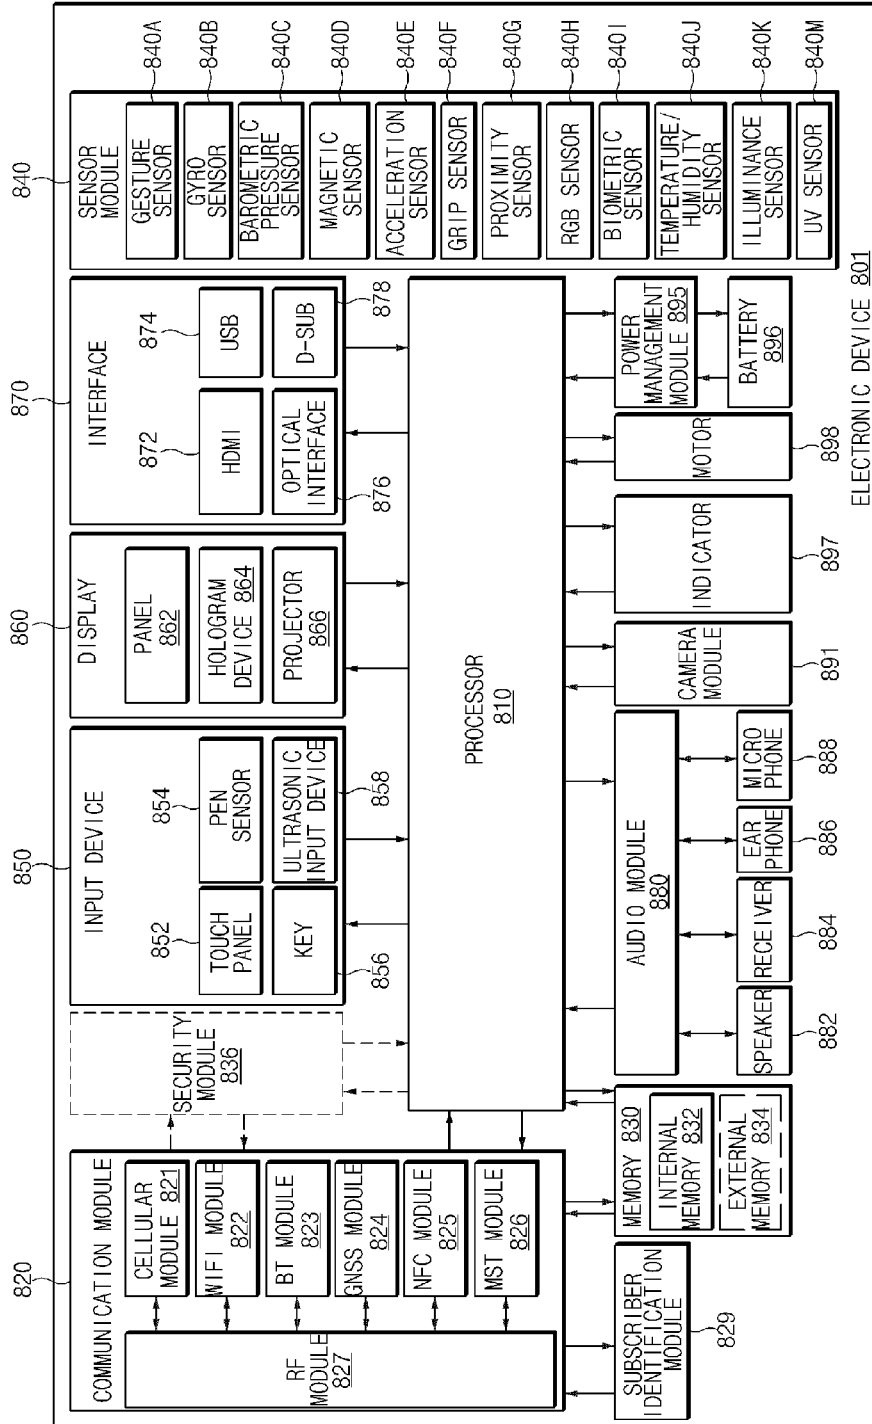 820
COMMUNICATION MODULE
RF
MODULE
827
CELLULAR
MODULE 821
WIFI MODULE
822
BT MODULE
823
GNSS MODULE
824
NFC MODULE
825
MST MODULE
826
SECURITY
MODULE
836
850
INPUT DEVICE
852
TOUCH
PANEL
854
PEN
SENSOR
KEY
856
ULTRASONIC
INPUT DEVICE
858
860
DISPLAY
PANEL
862
HOLOGRAM
DEVICE 864
PROJECTOR
866
870
INTERFACE
872
HDMI
874
USB
OPTICAL
INTERFACE
876
D-SUB
878
840
SENSOR
MODULE
GESTURE
SENSOR
840A
GYRO
SENSOR
840B
BAROMETRIC
PRESSURE
SENSOR
840C
MAGNETIC
SENSOR
840D
ACCELERATION
SENSOR
840E
GRIP SENSOR
840F
PROXIMITY
SENSOR
840G
RGB SENSOR
840H
BIOMETRIC
SENSOR
840I
TEMPERATURE/
HUMIDITY
SENSOR
840J
ILLUMINANCE
SENSOR
840K
UV SENSOR
840M
PROCESSOR
810
SUBSCRIBER
IDENTIFICATION
MODULE
829
MEMORY 830
INTERNAL
MEMORY 832
EXTERNAL
MEMORY 834
AUDIO MODULE
880
SPEAKER
882
RECEIVER
884
EAR
PHONE
886
MICRO
PHONE
888
CAMERA
MODULE
891
INDICATOR
897
MOTOR
898
POWER
MANAGEMENT
MODULE 895
BATTERY
896
ELECTRONIC DEVICE 801